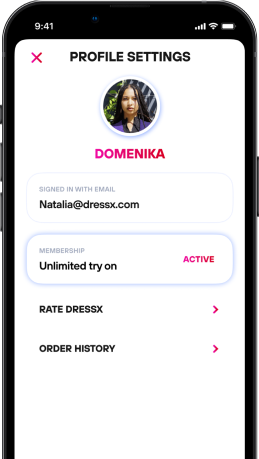 9:41
PROFILE SETTINGS
DOMENIKA
SIGNED IN WITH EMAIL
Natalia@dressx.com
MEMBERSHIP
Unlimited try on
ACTIVE
RATE DRESSX
ORDER HISTORY